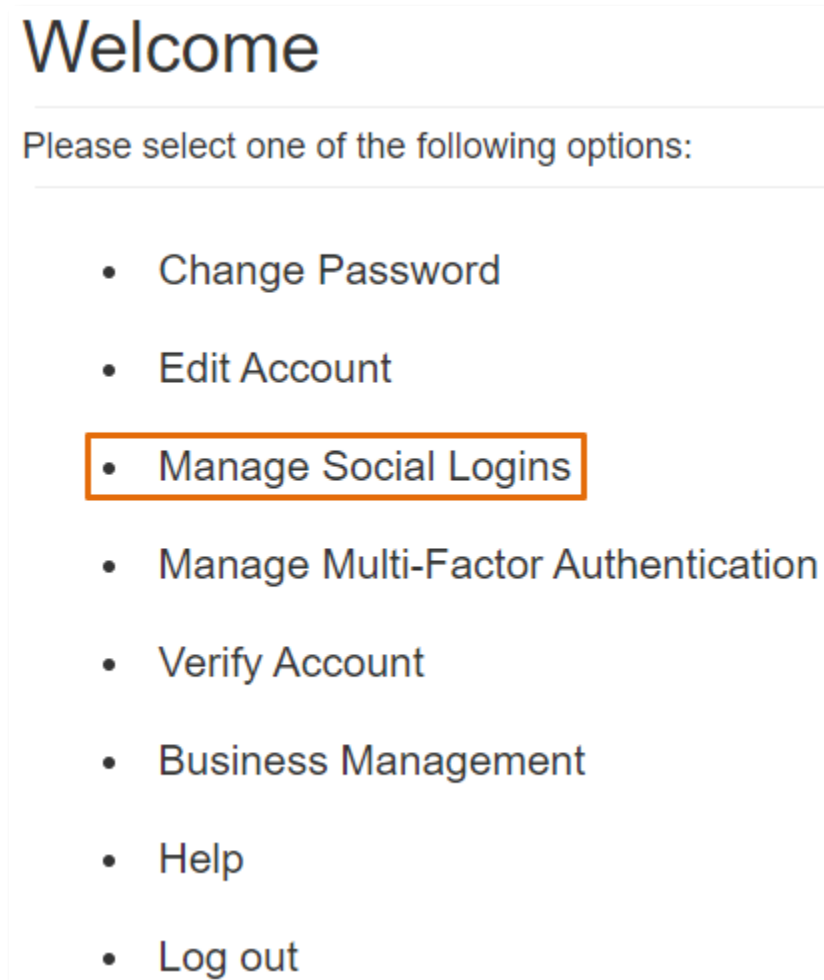 Welcome
Please select one of the following options:
• Change Password
• Edit Account
• Manage Social Logins
• Manage Multi-Factor Authentication
• Verify Account
• Business Management
• Help
• Log out